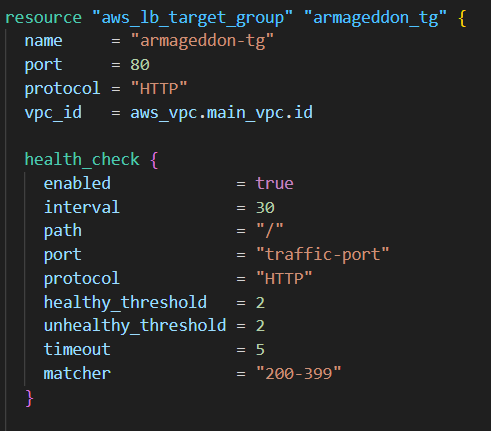 resource "aws_lb_target_group" "armageddon_tg" {
  name     = "armageddon-tg"
  port     = 80
  protocol = "HTTP"
  vpc_id   = aws_vpc.main_vpc.id

  health_check {
    enabled             = true
    interval            = 30
    path                = "/"
    port                = "traffic-port"
    protocol            = "HTTP"
    healthy_threshold   = 2
    unhealthy_threshold = 2
    timeout             = 5
    matcher             = "200-399"
  }